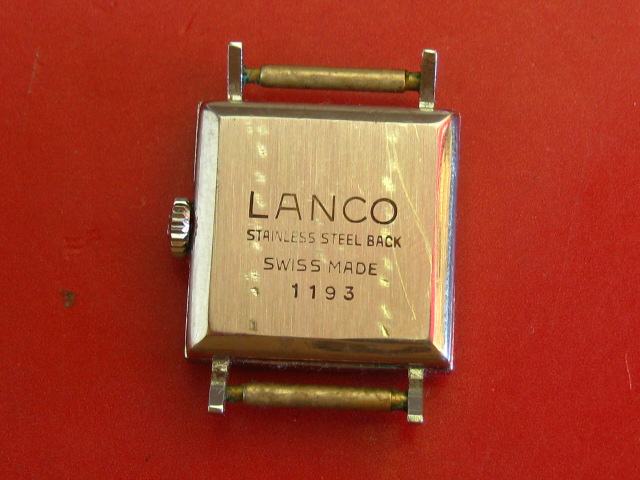 LANCO
STAINLESS STEEL BACK
SWISS MADE
1193